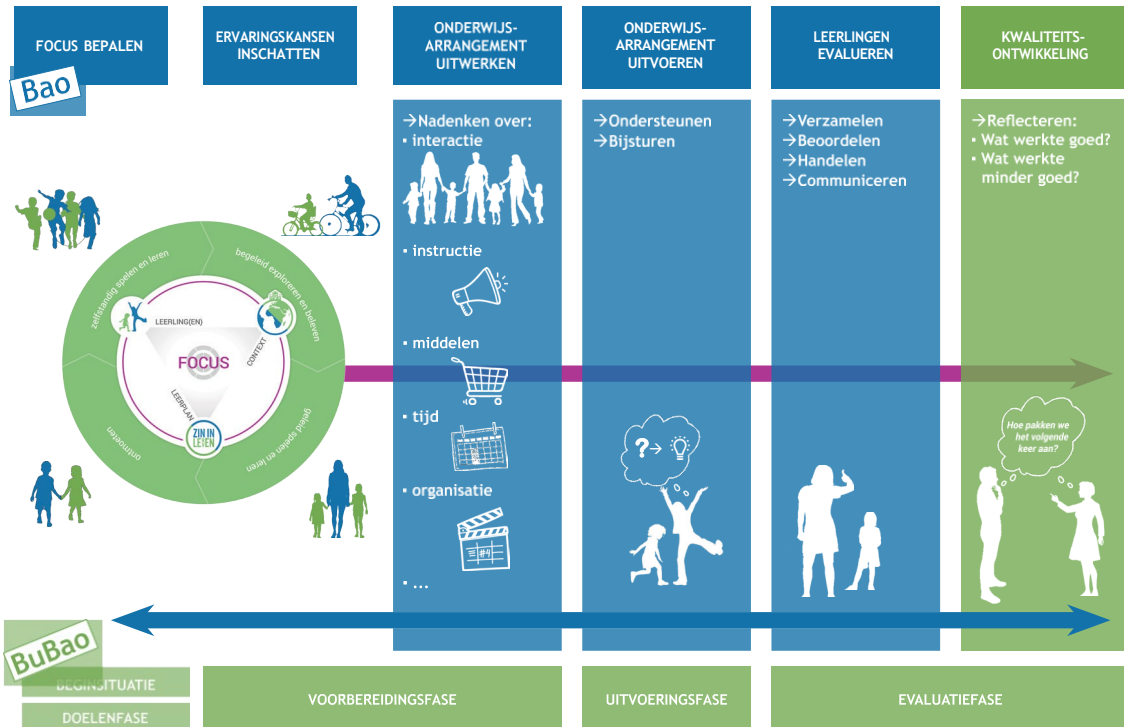 FOCUS BEPALEN
ERVARINGSKANSEN
INSCHATTEN
ONDERWIJS-
ARRANGEMENT
UITWERKEN
ONDERWIJS-
ARRANGEMENT
UITVOEREN
LEERLINGEN
EVALUEREN
KWALITEITS-
ONTWIKKELING
Bao
→Nadenken over:
▪ interactie
▪ instructie
▪ middelen
▪ tijd
▪ organisatie
▪ ...
→Ondersteunen
→Bijsturen
→Verzamelen
→Beoordelen
→Handelen
→Communiceren
→Reflecteren:
▪ Wat werkte goed?
▪ Wat werkte
minder goed?
zelfstandig spelen en leren
begeleid exploreren en beleven
LEERLING(EN)
CONTEXT
FOCUS
LEERPLAN
ZIN IN
LEREN
ontmoeten
geleid spelen en leren
#4
?→
Hoe pakken we
het volgende
keer aan?
BuBao
BEGINSITUATIE
DOELENFASE
VOORBEREIDINGSFASE
UITVOERINGSFASE
EVALUATIEFASE